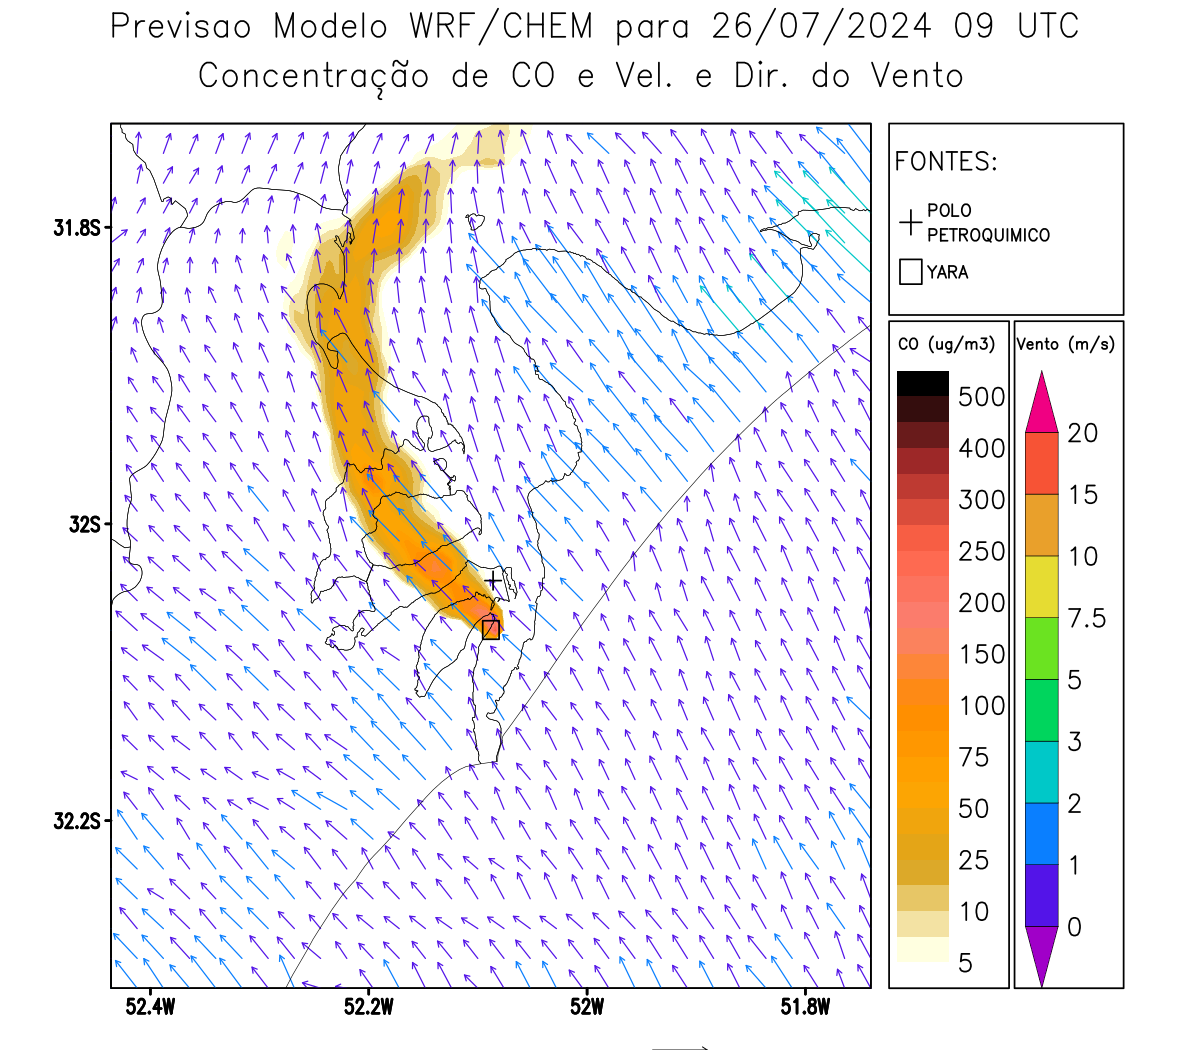 Previsao Modelo WRF/CHEM para 26/07/2024 09 UTC
Concentração de CO e Vel. e Dir. do Vento
FONTES:
POLO
PETROQUIMICO
YARA
CO (ug/m3)
500
400
300
250
200
150
100
75
50
25
10
5
Vento (m/s)
20
15
10
7.5
5
3
2
1
0
31.8S
32S
32.2S
52.4W
52.2W
52W
51.8W